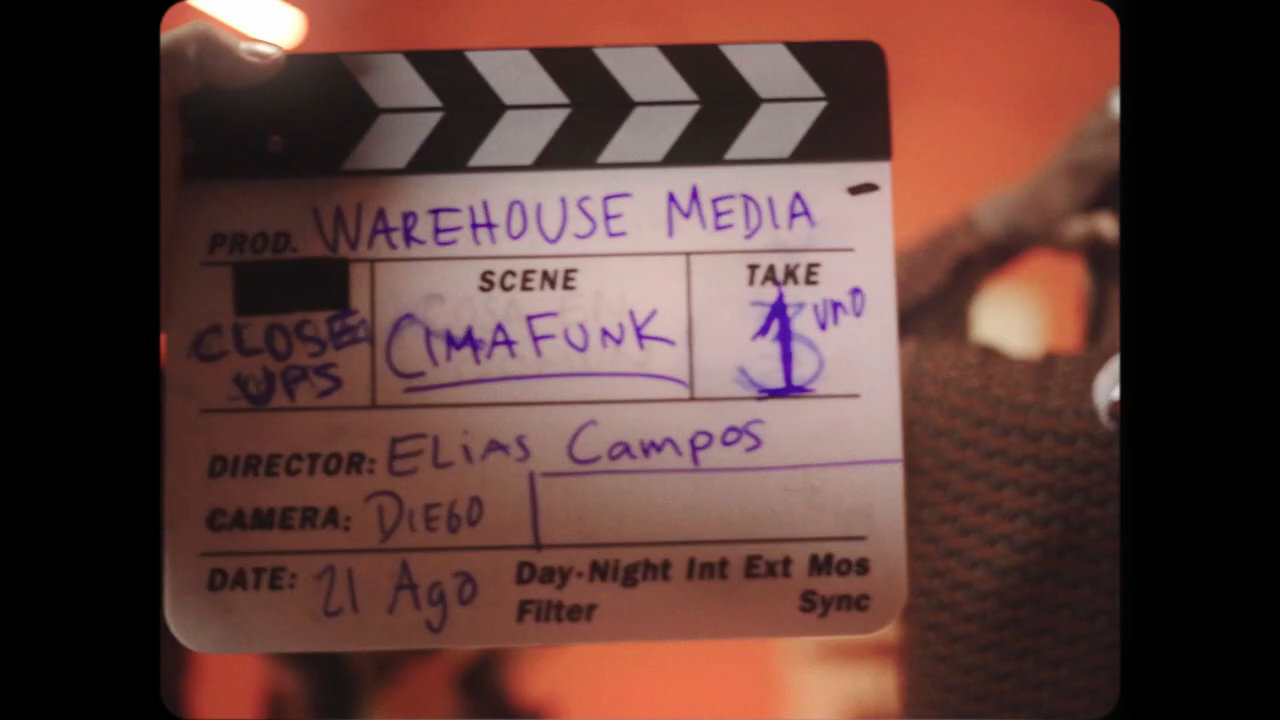 PROD. WAREHOUSE MEDIA
SCENE
TAKE
CLOSE
UPS
CIMAFUNK
1 uno
DIRECTOR: ELiAS Campos
CAMERA: DIEGO
DATE: 21 Ago
Day·Night Int Ext Mos
Filter Sync